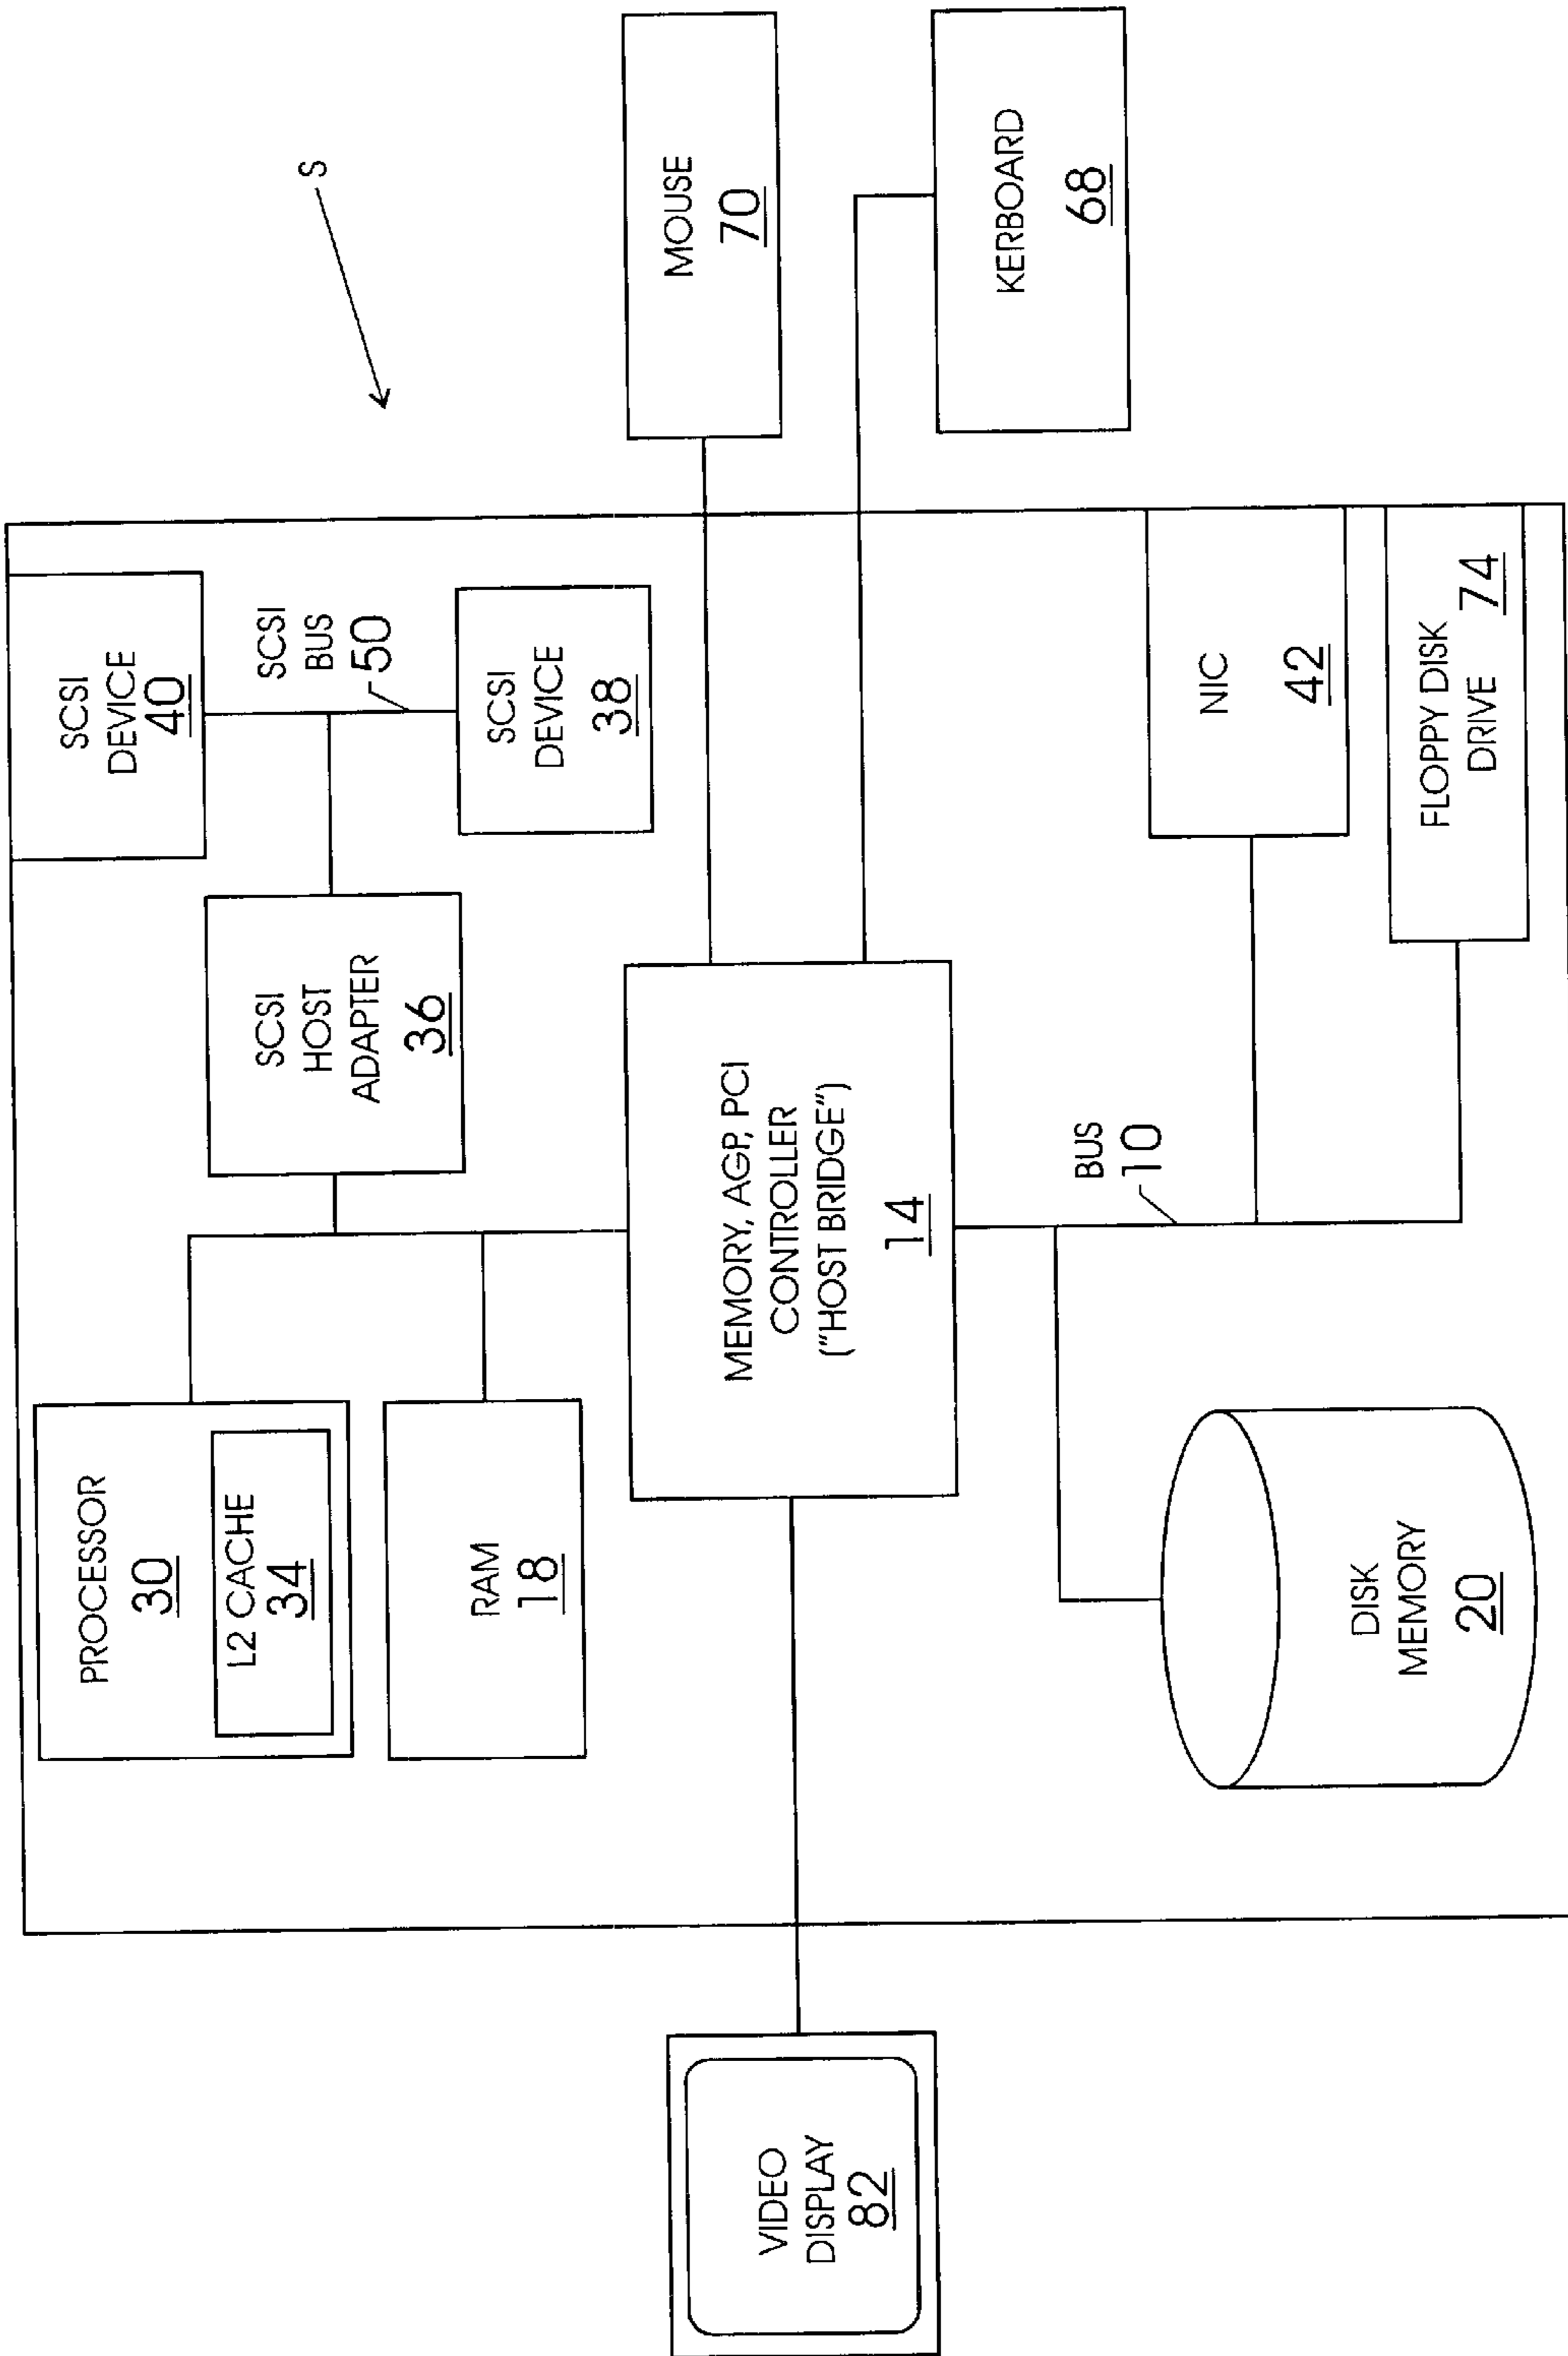 PROCESSOR
30
L2 CACHE
34
RAM
18
SCSI
HOST
ADAPTER
36
SCSI
DEVICE
40
SCSI
BUS
50
SCSI
DEVICE
38
S
VIDEO
DISPLAY
82
MEMORY, AGP, PCI
CONTROLLER
("HOST BRIDGE")
14
MOUSE
70
KERBOARD
68
DISK
MEMORY
20
BUS
10
NIC
42
FLOPPY DISK
DRIVE
74